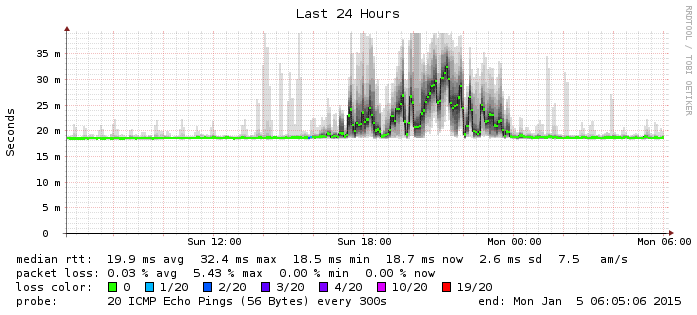 Last 24 Hours
RRDTOOL / TOBI OETIKER
Seconds
35 m
30 m
25 m
20 m
15 m
10 m
5 m
0
Sun 12:00 Sun 18:00 Mon 00:00 Mon 06:00
median rtt: 19.9 ms avg 32.4 ms max 18.5 ms min 18.7 ms now 2.6 ms sd 7.5 am/s
packet loss: 0.03 % avg 5.43 % max 0.00 % min 0.00 % now
loss color: 0 1/20 2/20 3/20 4/20 10/20 19/20
probe: 20 ICMP Echo Pings (56 Bytes) every 300s end: Mon Jan 5 06:05:06 2015